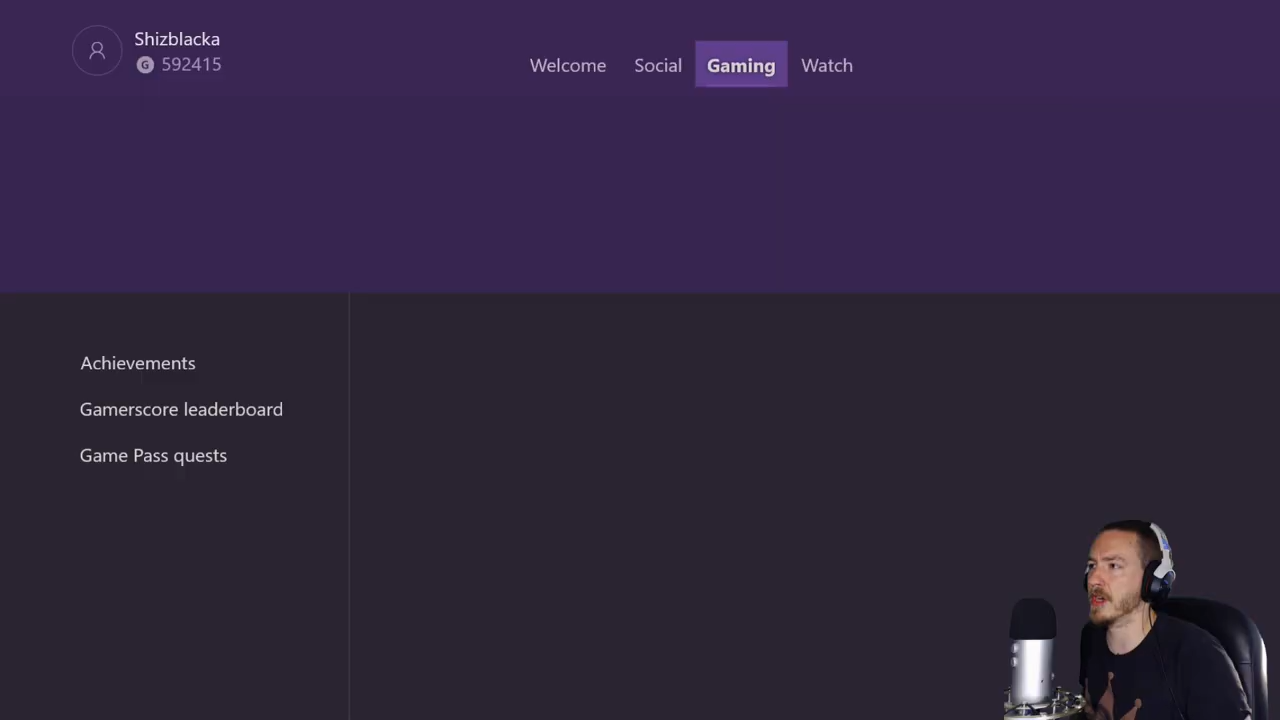 Shizblacka
G 592415
Welcome Social Gaming Watch
Achievements
Gamerscore leaderboard
Game Pass quests